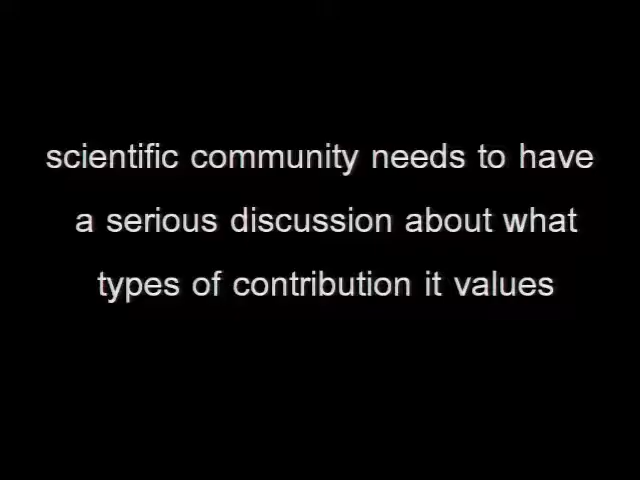 scientific community needs to have
a serious discussion about what
types of contribution it values